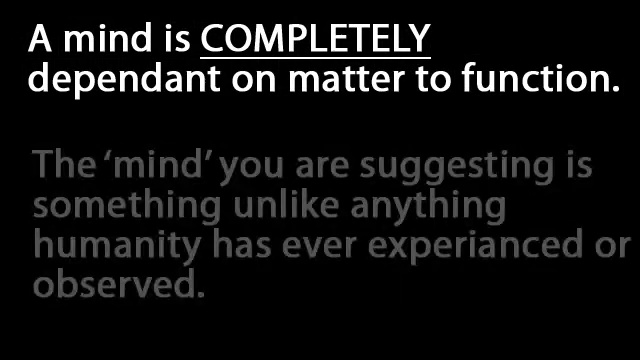 A mind is COMPLETELY
dependant on matter to function.
The ‘mind’ you are suggesting is
something unlike anything
humanity has ever experianced or
observed.